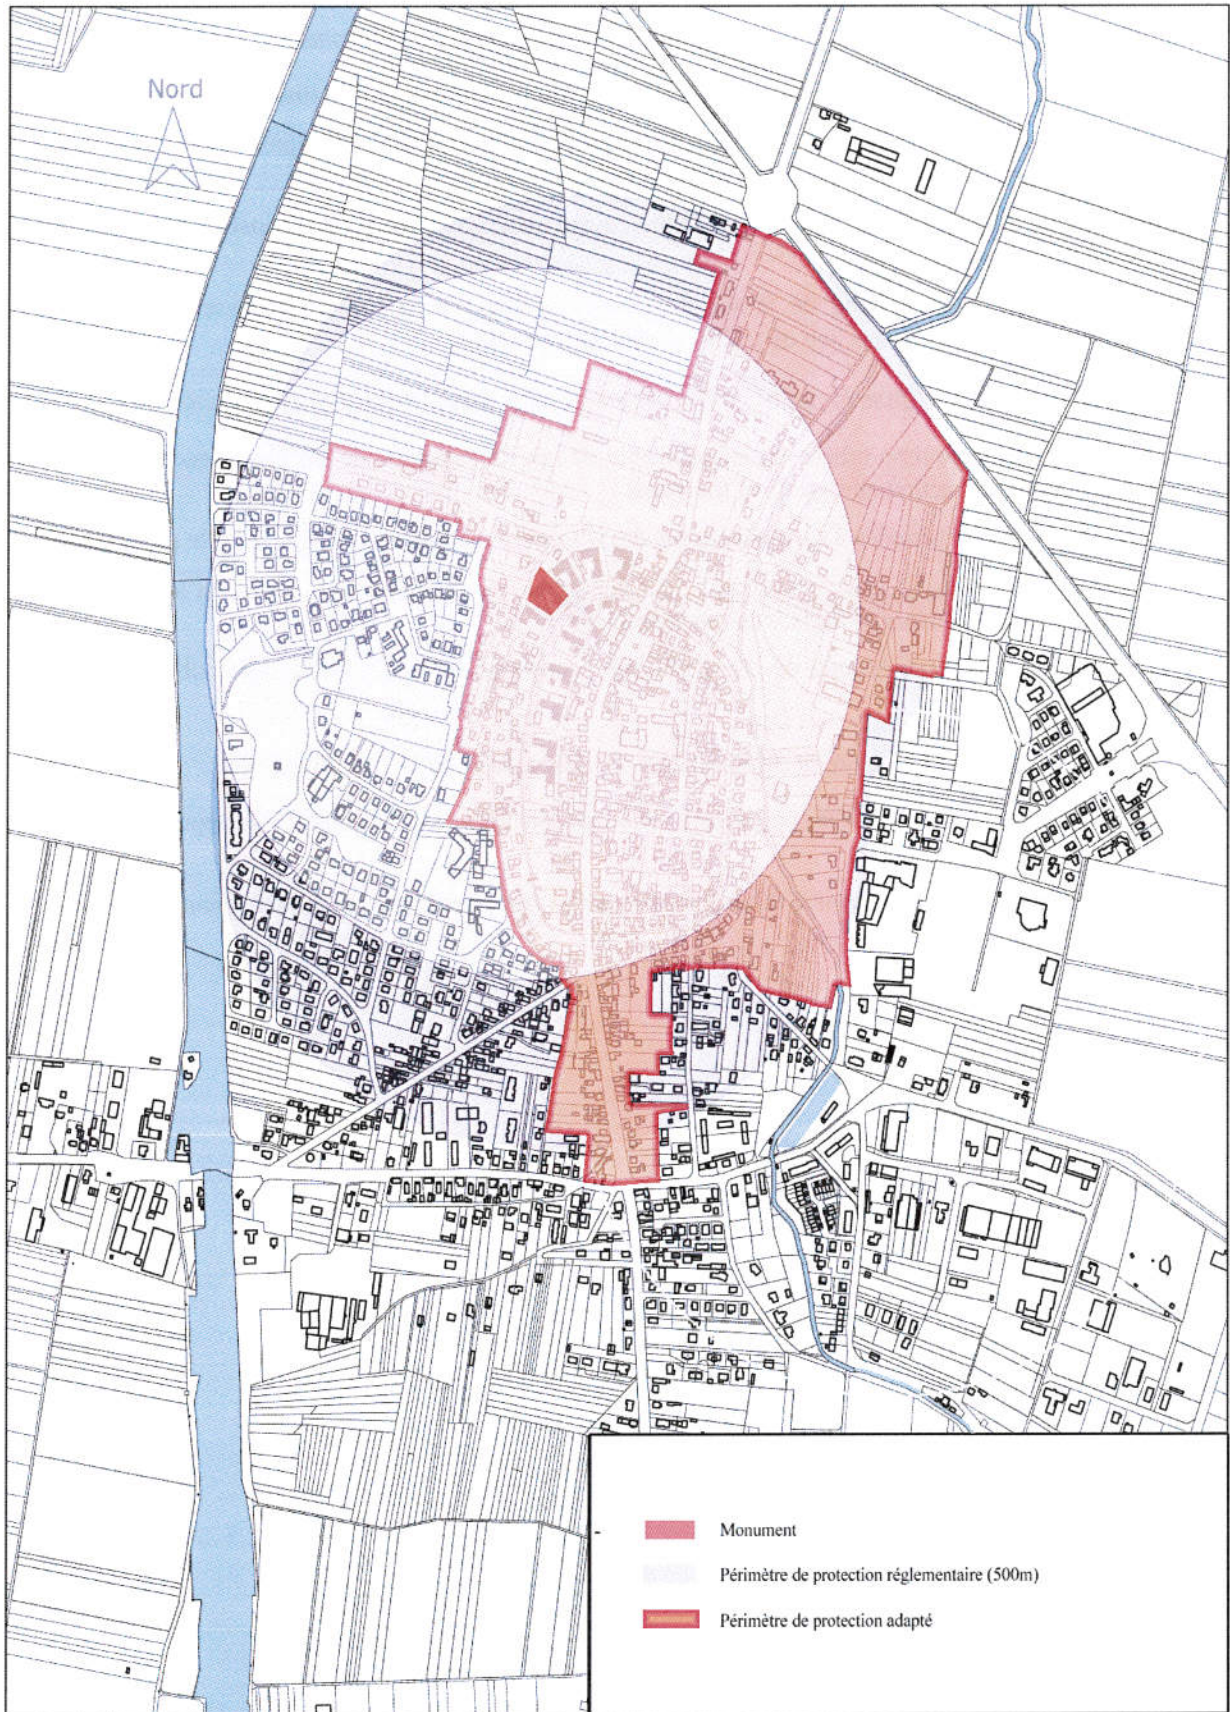 Nord
Monument
Périmètre de protection réglementaire (500m)
Périmètre de protection adapté